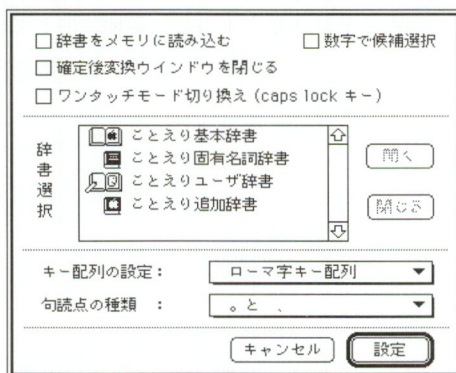 辞書をメモリに読み込む 数字で候補選択
確定後変換ウインドウを閉じる
ワンタッチモード切り換え (caps lock キー)
辞書選択
ことえり基本辞書
ことえり固有名詞辞書
ことえりユーザ辞書
ことえり追加辞書
開く
閉じる
キー配列の設定： ローマ字キー配列
句読点の種類 ： 。と 、
キャンセル 設定